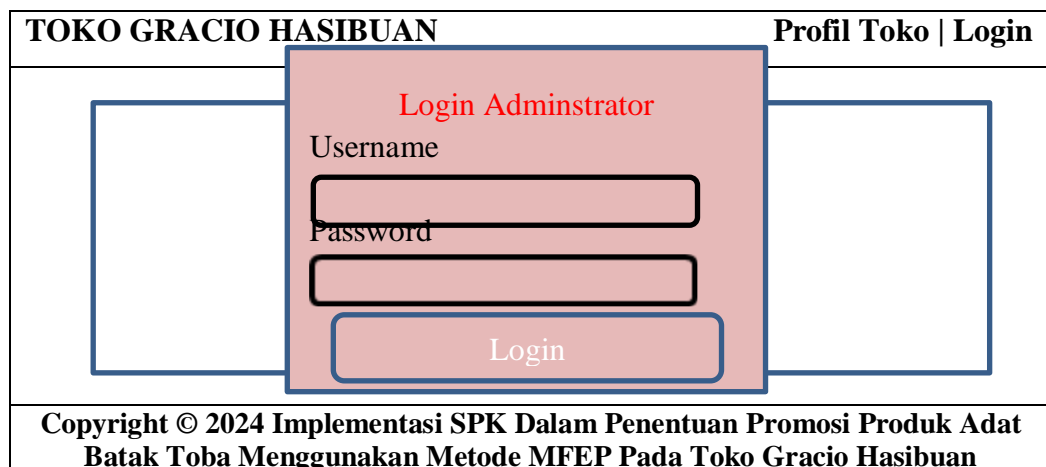 TOKO GRACIO HASIBUAN Profil Toko | Login
Login Adminstrator
Username
Password
Login
Copyright © 2024 Implementasi SPK Dalam Penentuan Promosi Produk Adat
Batak Toba Menggunakan Metode MFEP Pada Toko Gracio Hasibuan